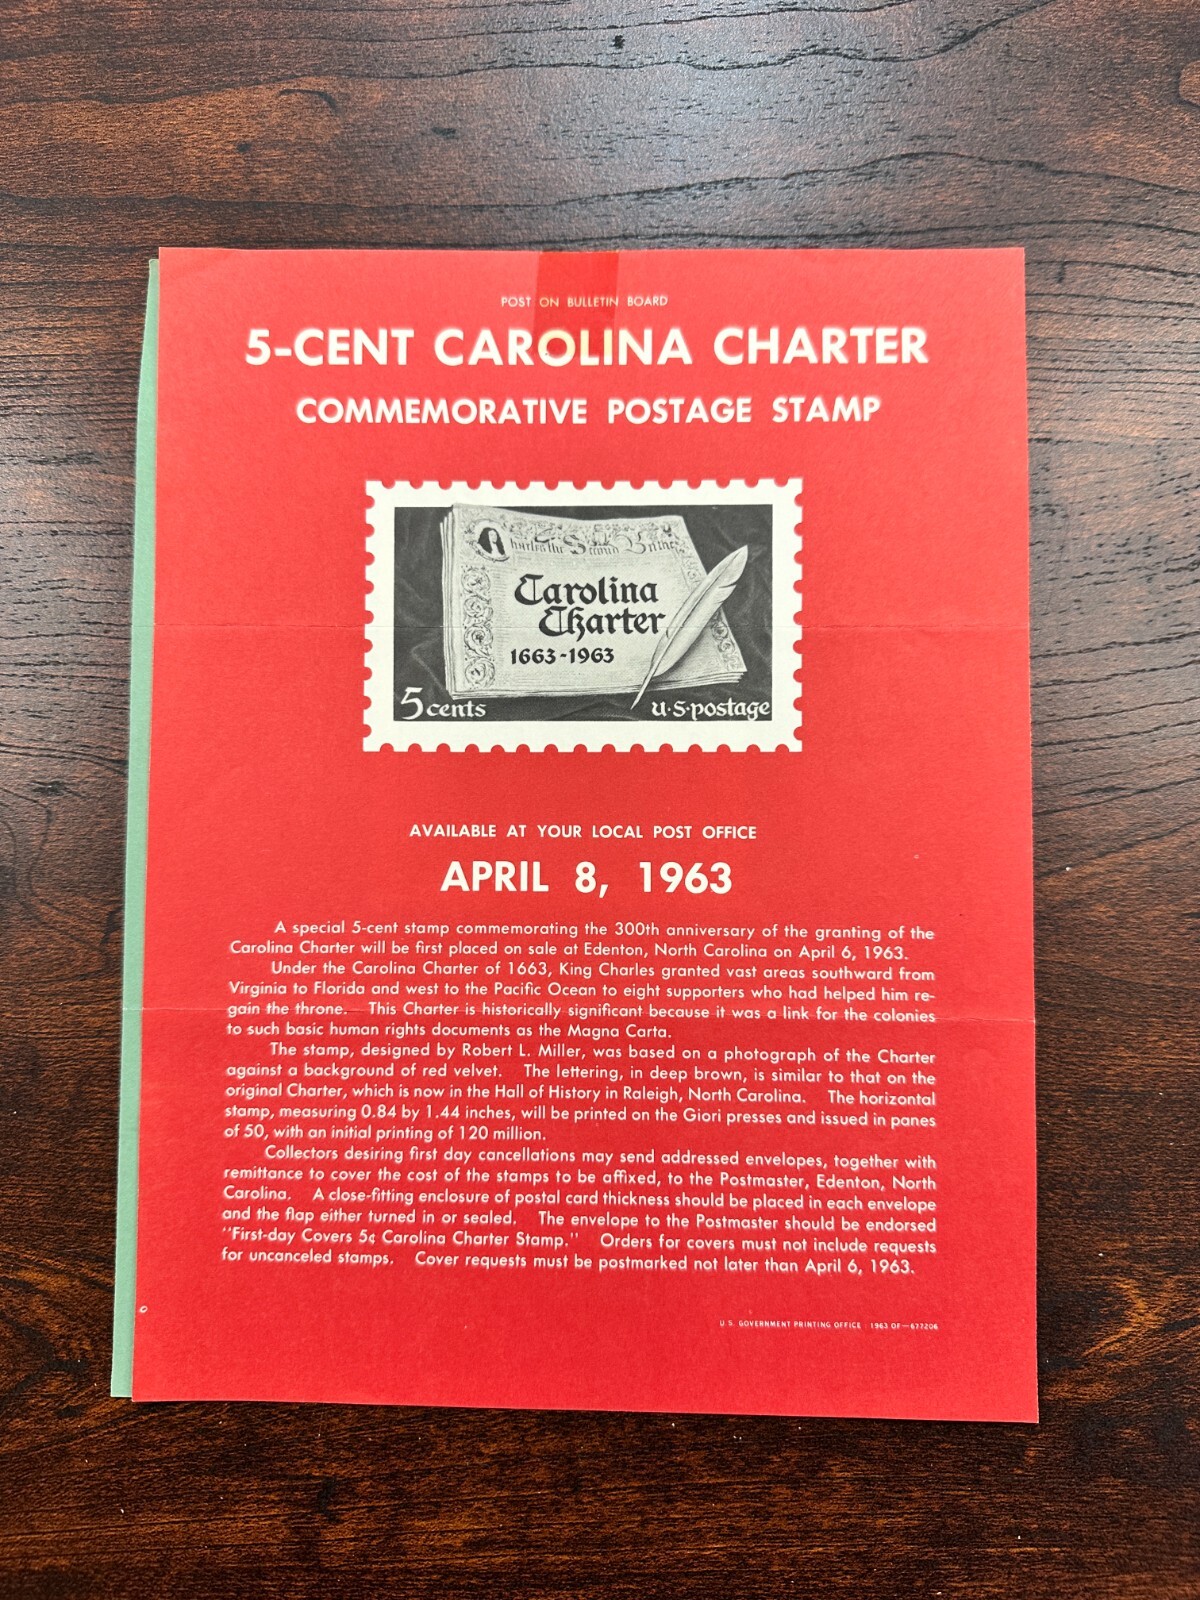 POST ON BULLETIN BOARD
5-CENT CAROLINA CHARTER
COMMEMORATIVE POSTAGE STAMP
Charles the Second
Carolina
Charter
1663-1963
5 cents
U·S·postage
AVAILABLE AT YOUR LOCAL POST OFFICE
APRIL 8, 1963
A special 5-cent stamp commemorating the 300th anniversary of the granting of the
Carolina Charter will be first placed on sale at Edenton, North Carolina on April 6, 1963.
Under the Carolina Charter of 1663, King Charles granted vast areas southward from
Virginia to Florida and west to the Pacific Ocean to eight supporters who had helped him re-
gain the throne. This Charter is historically significant because it was a link for the colonies
to such basic human rights documents as the Magna Carta.
The stamp, designed by Robert L. Miller, was based on a photograph of the Charter
against a background of red velvet. The lettering, in deep brown, is similar to that on the
original Charter, which is now in the Hall of History in Raleigh, North Carolina. The horizontal
stamp, measuring 0.84 by 1.44 inches, will be printed on the Giori presses and issued in panes
of 50, with an initial printing of 120 million.
Collectors desiring first day cancellations may send addressed envelopes, together with
remittance to cover the cost of the stamps to be affixed, to the Postmaster, Edenton, North
Carolina. A close-fitting enclosure of postal card thickness should be placed in each envelope
and the flap either turned in or sealed. The envelope to the Postmaster should be endorsed
"First-day Covers 5¢ Carolina Charter Stamp." Orders for covers must not include requests
for uncanceled stamps. Cover requests must be postmarked not later than April 6, 1963.
U.S. GOVERNMENT PRINTING OFFICE : 1963 OF—677206